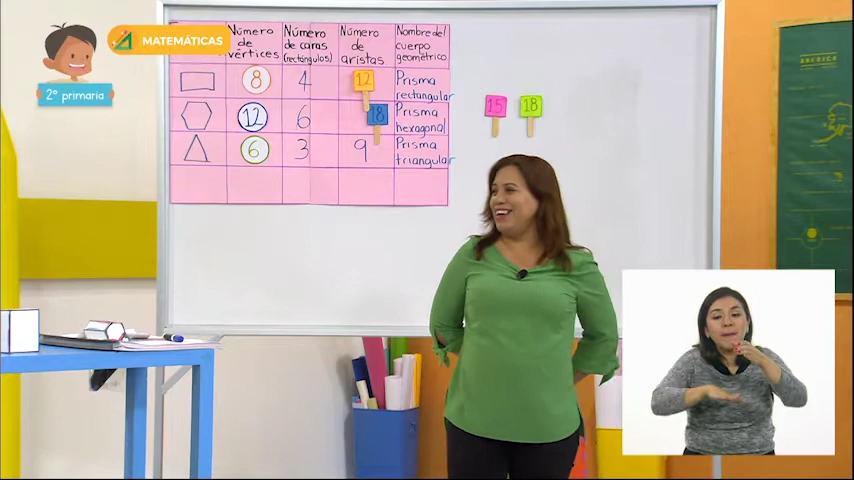 MATEMÁTICAS
2° primaria
Número de vértices
Número de caras (rectángulos)
Número de aristas
Nombre del cuerpo geométrico
8 4 12 Prisma rectangular
12 6 18 Prisma hexagonal
6 3 9 Prisma triangular
15 18
AMERICA